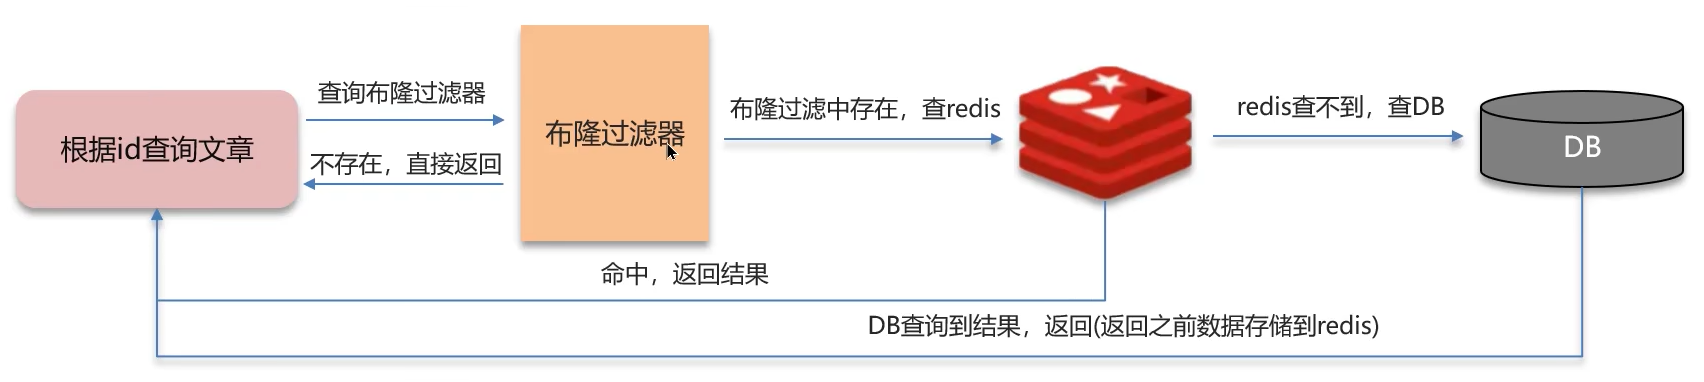 查询布隆过滤器
根据id查询文章
不存在，直接返回
布隆过滤器
布隆过滤中存在，查redis
redis查不到，查DB
DB
命中，返回结果
DB查询到结果，返回(返回之前数据存储到redis)